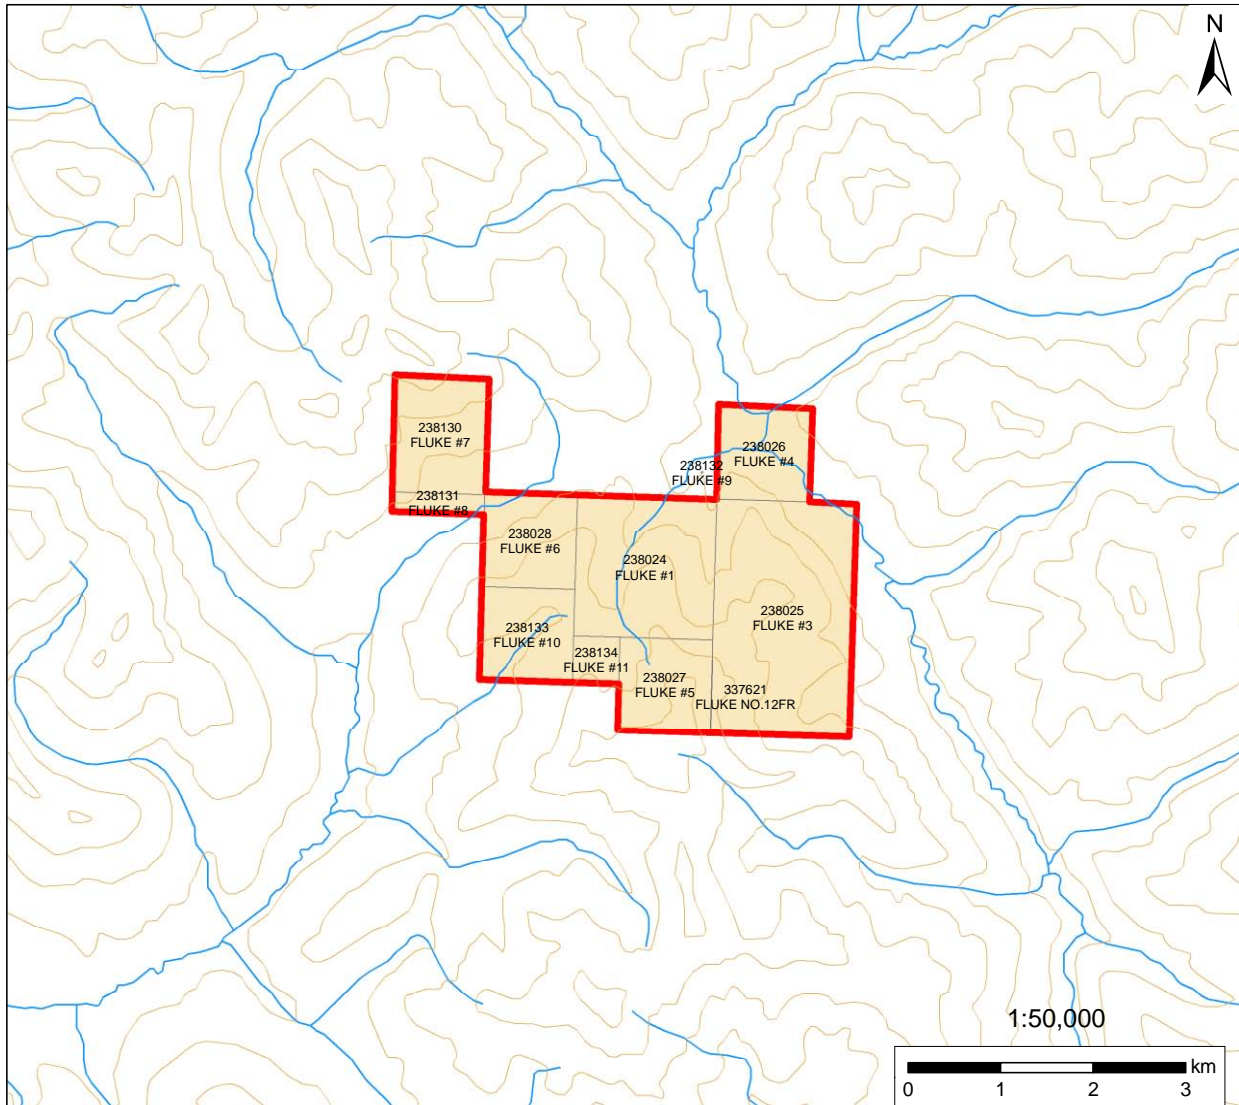 N
238130
FLUKE #7
238026
FLUKE #4
238132
FLUKE #9
238131
FLUKE #8
238028
FLUKE #6
238024
FLUKE #1
238025
FLUKE #3
238133
FLUKE #10
238134
FLUKE #11
238027
FLUKE #5
337621
FLUKE NO.12FR
1:50,000
km
0 1 2 3